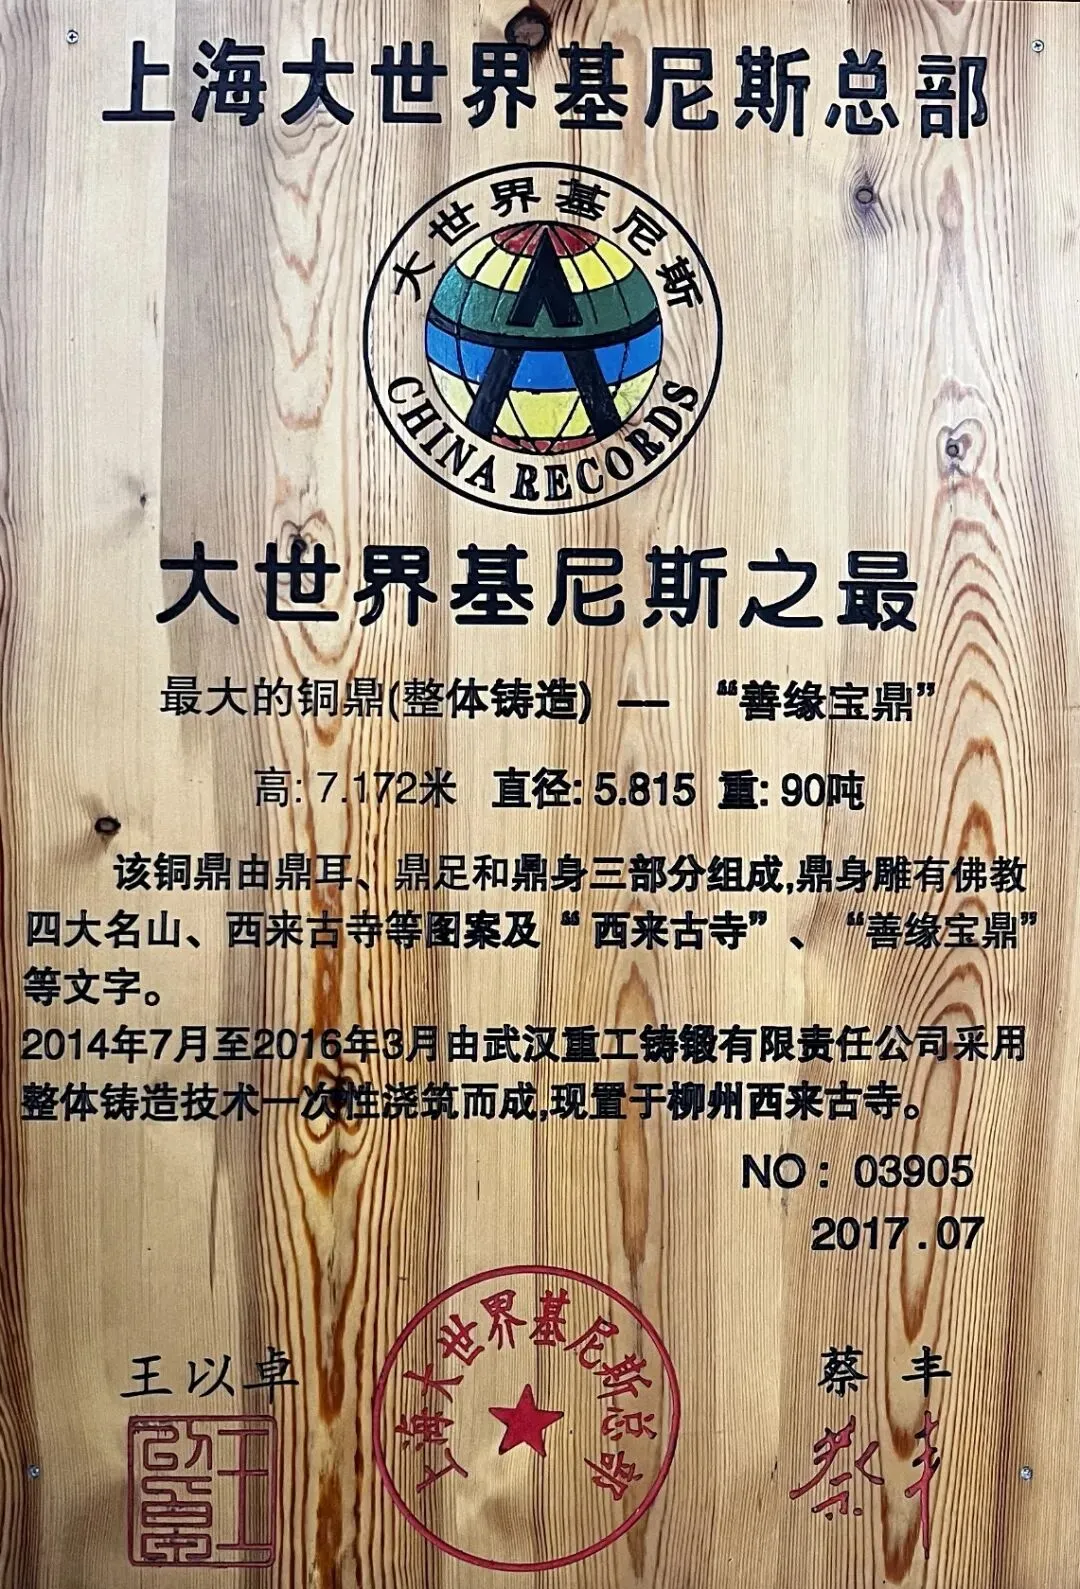 上海大世界基尼斯总部
大世界基尼斯
CHINA RECORDS
大世界基尼斯之最
最大的铜鼎(整体铸造) — “善缘宝鼎”
高: 7.172米 直径: 5.815 重: 90吨
该铜鼎由鼎耳、鼎足和鼎身三部分组成,鼎身雕有佛教
四大名山、西来古寺等图案及“西来古寺”、“善缘宝鼎”
等文字。
2014年7月至2016年3月由武汉重工铸锻有限责任公司采用
整体铸造技术一次性浇筑而成,现置于柳州西来古寺。
NO: 03905
2017.07
上海大世界基尼斯总部
王以卓
蔡丰
王以卓
蔡丰